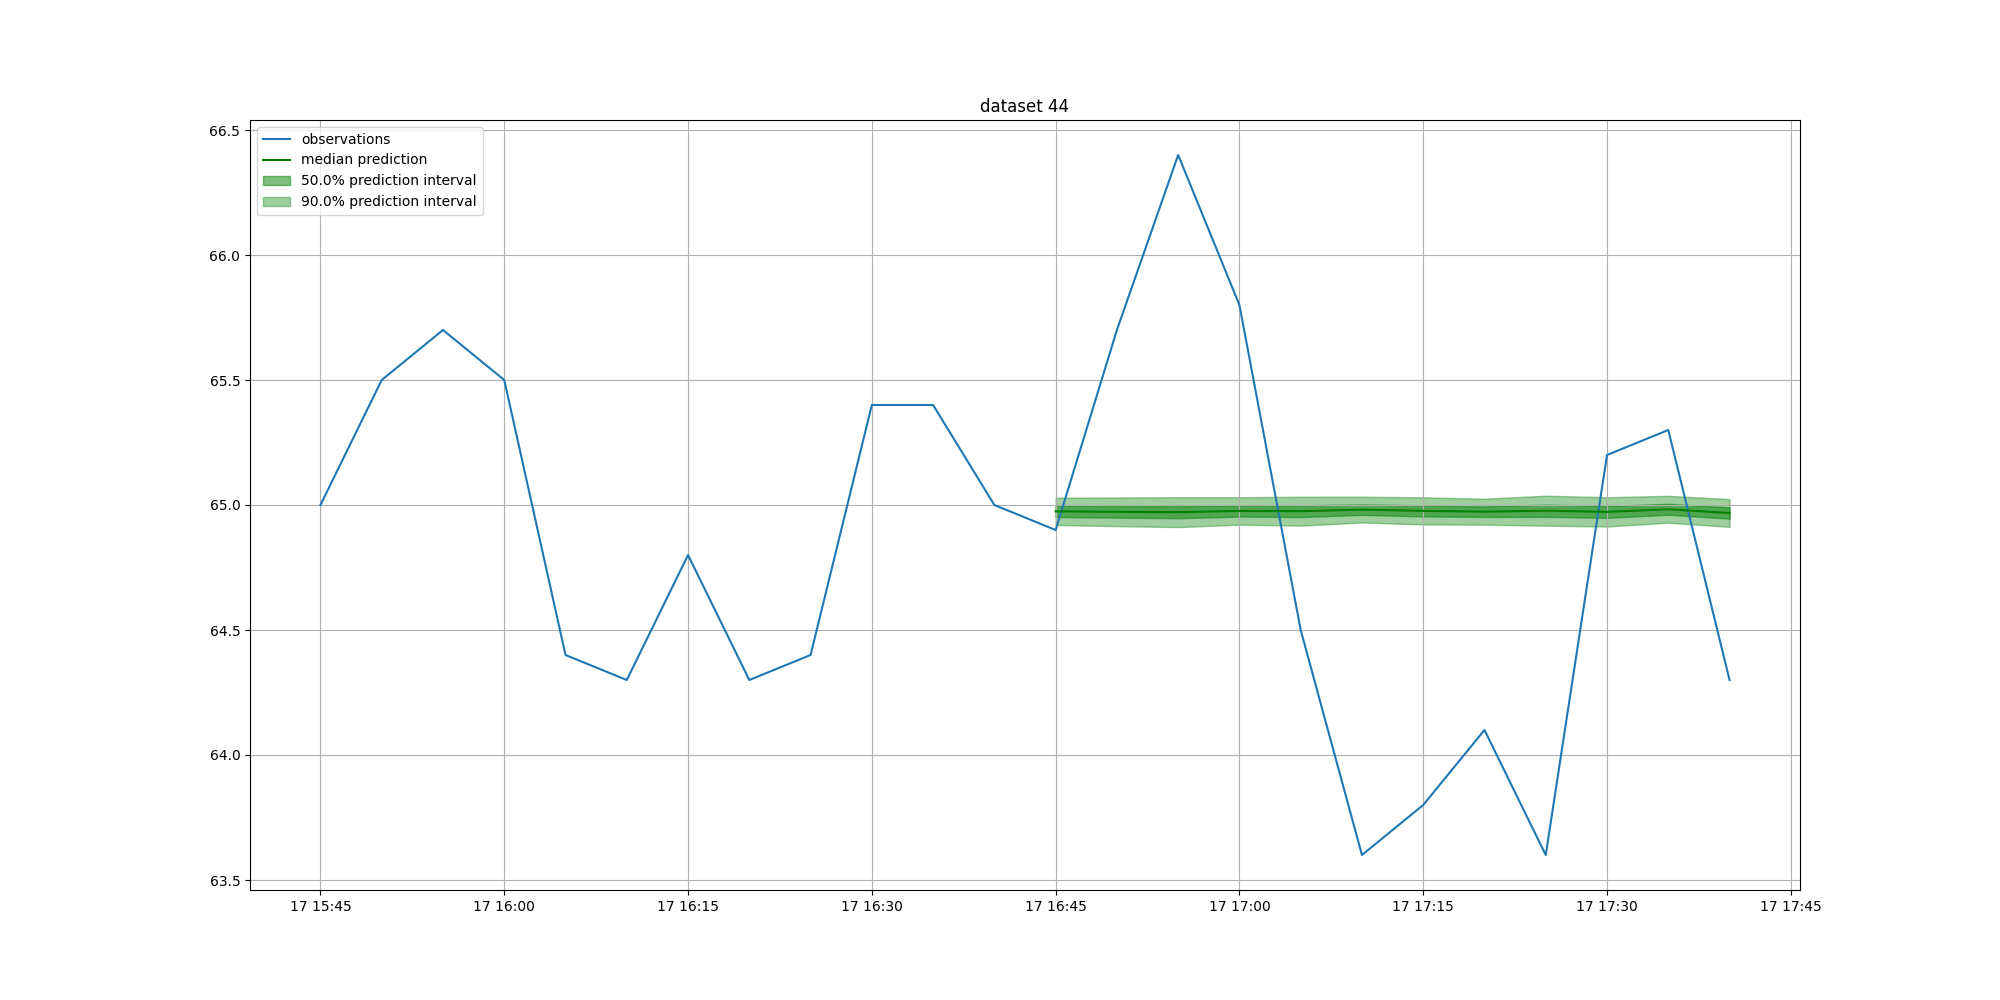 dataset 44
66.5
66.0
65.5
65.0
64.5
64.0
63.5
observations
median prediction
50.0% prediction interval
90.0% prediction interval
17 15:45 17 16:00 17 16:15 17 16:30 17 16:45 17 17:00 17 17:15 17 17:30 17 17:45